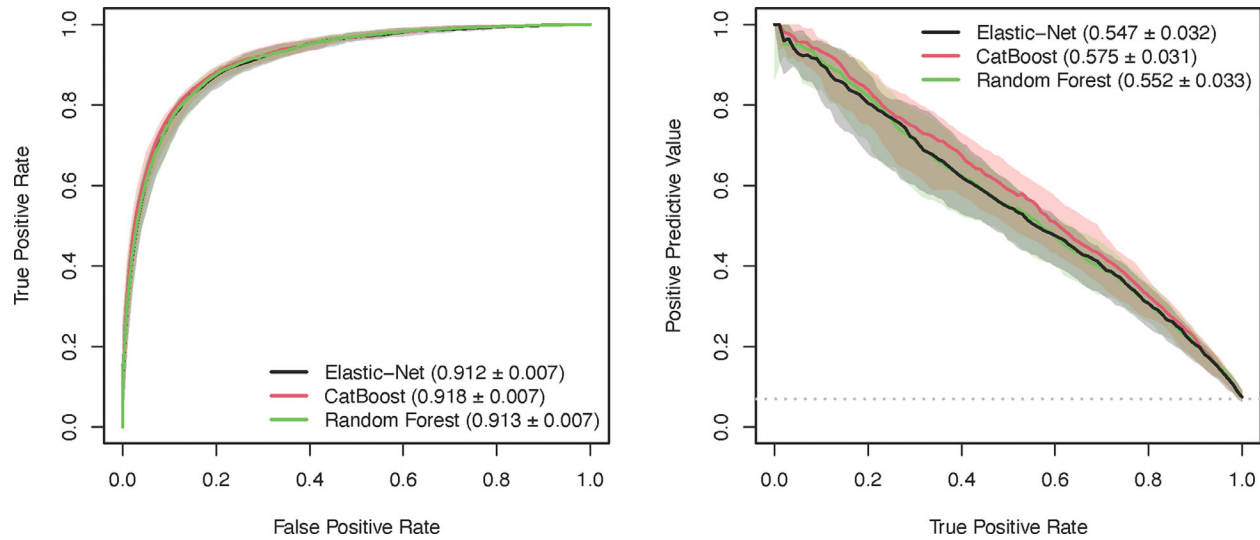 True Positive Rate
1.0
0.8
0.6
0.4
0.2
0.0
Elastic−Net (0.912 ± 0.007)
CatBoost (0.918 ± 0.007)
Random Forest (0.913 ± 0.007)
0.0 0.2 0.4 0.6 0.8 1.0
False Positive Rate
Positive Predictive Value
1.0
0.8
0.6
0.4
0.2
0.0
Elastic−Net (0.547 ± 0.032)
CatBoost (0.575 ± 0.031)
Random Forest (0.552 ± 0.033)
0.0 0.2 0.4 0.6 0.8 1.0
True Positive Rate